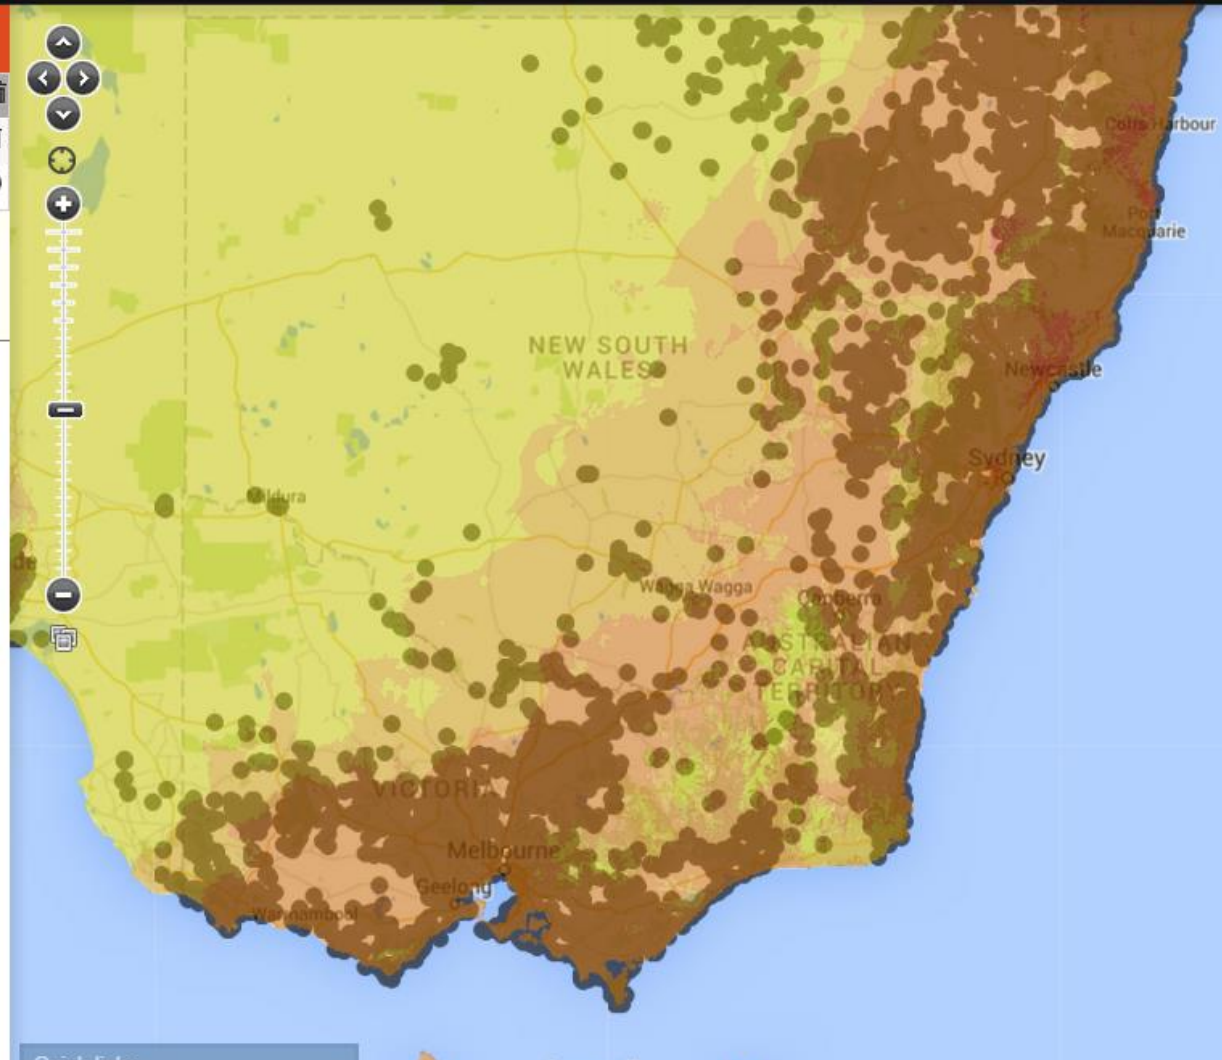 Coffs Harbour
Port
Macquarie
NEW SOUTH
WALES
Newcastle
Sydney
Mildura
de
Wagga Wagga
Canberra
AUSTRALIAN
CAPITAL
TERRITORY
VICTORIA
Melbourne
Geelong
Warrnambool